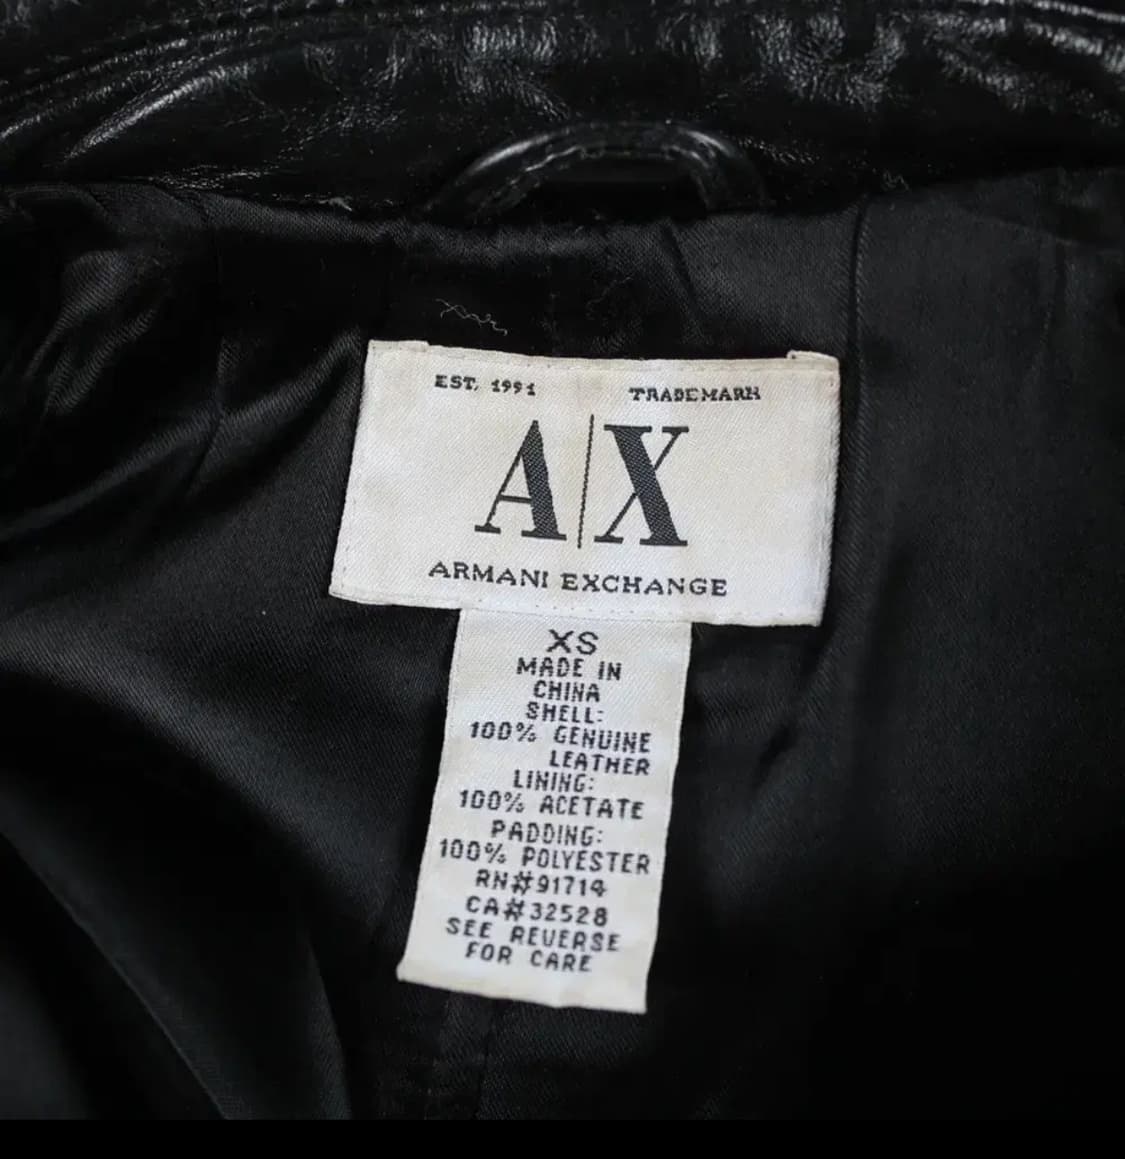 EST. 1991 TRADEMARK
A|X
ARMANI EXCHANGE
XS
MADE IN
CHINA
SHELL:
100% GENUINE
LEATHER
LINING:
100% ACETATE
PADDING:
100% POLYESTER
RN#91714
CA#32528
SEE REVERSE
FOR CARE